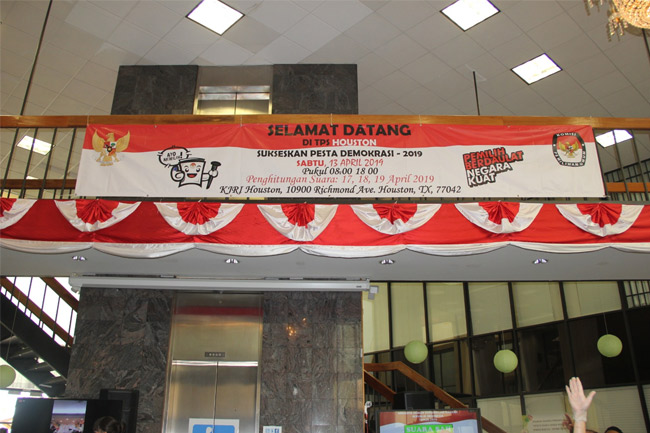 SELAMAT DATANG
DI TPS HOUSTON
SUKSESKAN PESTA DEMOKRASI - 2019
SABTU, 13 APRIL 2019
Pukul 08:00 18 00
Penghitungan Suara: 17, 18, 19 April 2019
KJRI Houston, 10900 Richmond Ave. Houston, TX, 77042
PEMILIH BERDAULAT
NEGARA
KUAT
SUARA